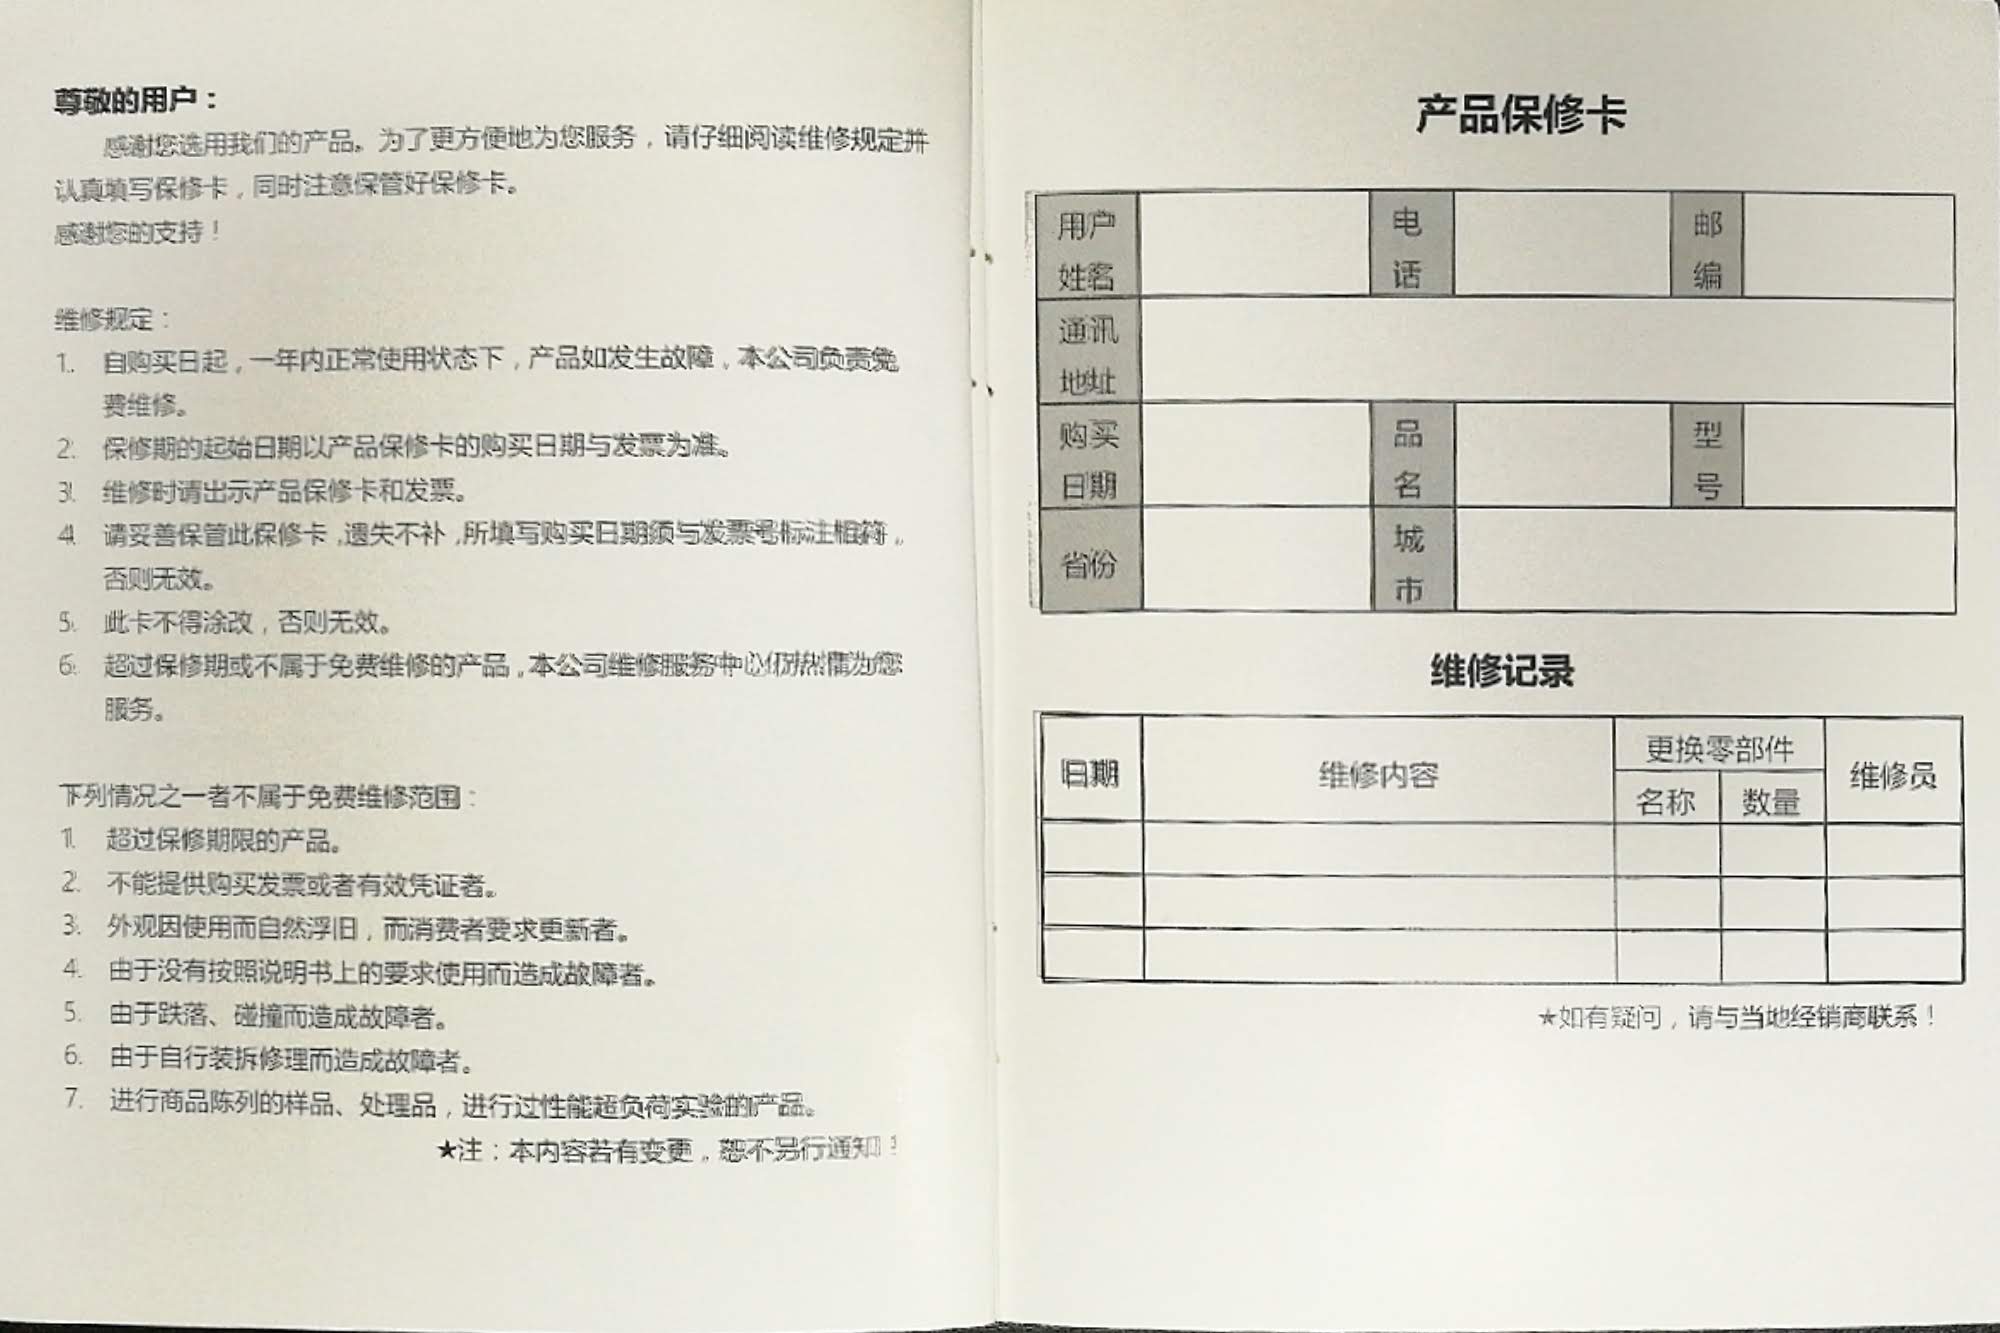 尊敬的用户：
感谢您选用我们的产品。为了更方便地为您服务，请仔细阅读维修规定并
认真填写保修卡，同时注意保管好保修卡。
感谢您的支持！
维修规定：
1. 自购买日起，一年内正常使用状态下，产品如发生故障，本公司负责免
费维修。
2. 保修期的起始日期以产品保修卡的购买日期与发票为准。
3. 维修时请出示产品保修卡和发票。
4. 请妥善保管此保修卡，遗失不补，所填写购买日期须与发票号标注相符，
否则无效。
5. 此卡不得涂改，否则无效。
6. 超过保修期或不属于免费维修的产品，本公司维修服务中心仍热情为您
服务。
下列情况之一者不属于免费维修范围：
1. 超过保修期限的产品。
2. 不能提供购买发票或者有效凭证者。
3. 外观因使用而自然浮旧，而消费者要求更新者。
4. 由于没有按照说明书上的要求使用而造成故障者。
5. 由于跌落、碰撞而造成故障者。
6. 由于自行装拆修理而造成故障者。
7. 进行商品陈列的样品、处理品，进行过性能超负荷实验的产品。
★注：本内容若有变更，恕不另行通知！
产品保修卡
用户姓名 电话 邮编
通讯地址
购买日期 品名 型号
省份 城市
维修记录
日期 维修内容 更换零部件 维修员
名称 数量
★如有疑问，请与当地经销商联系！